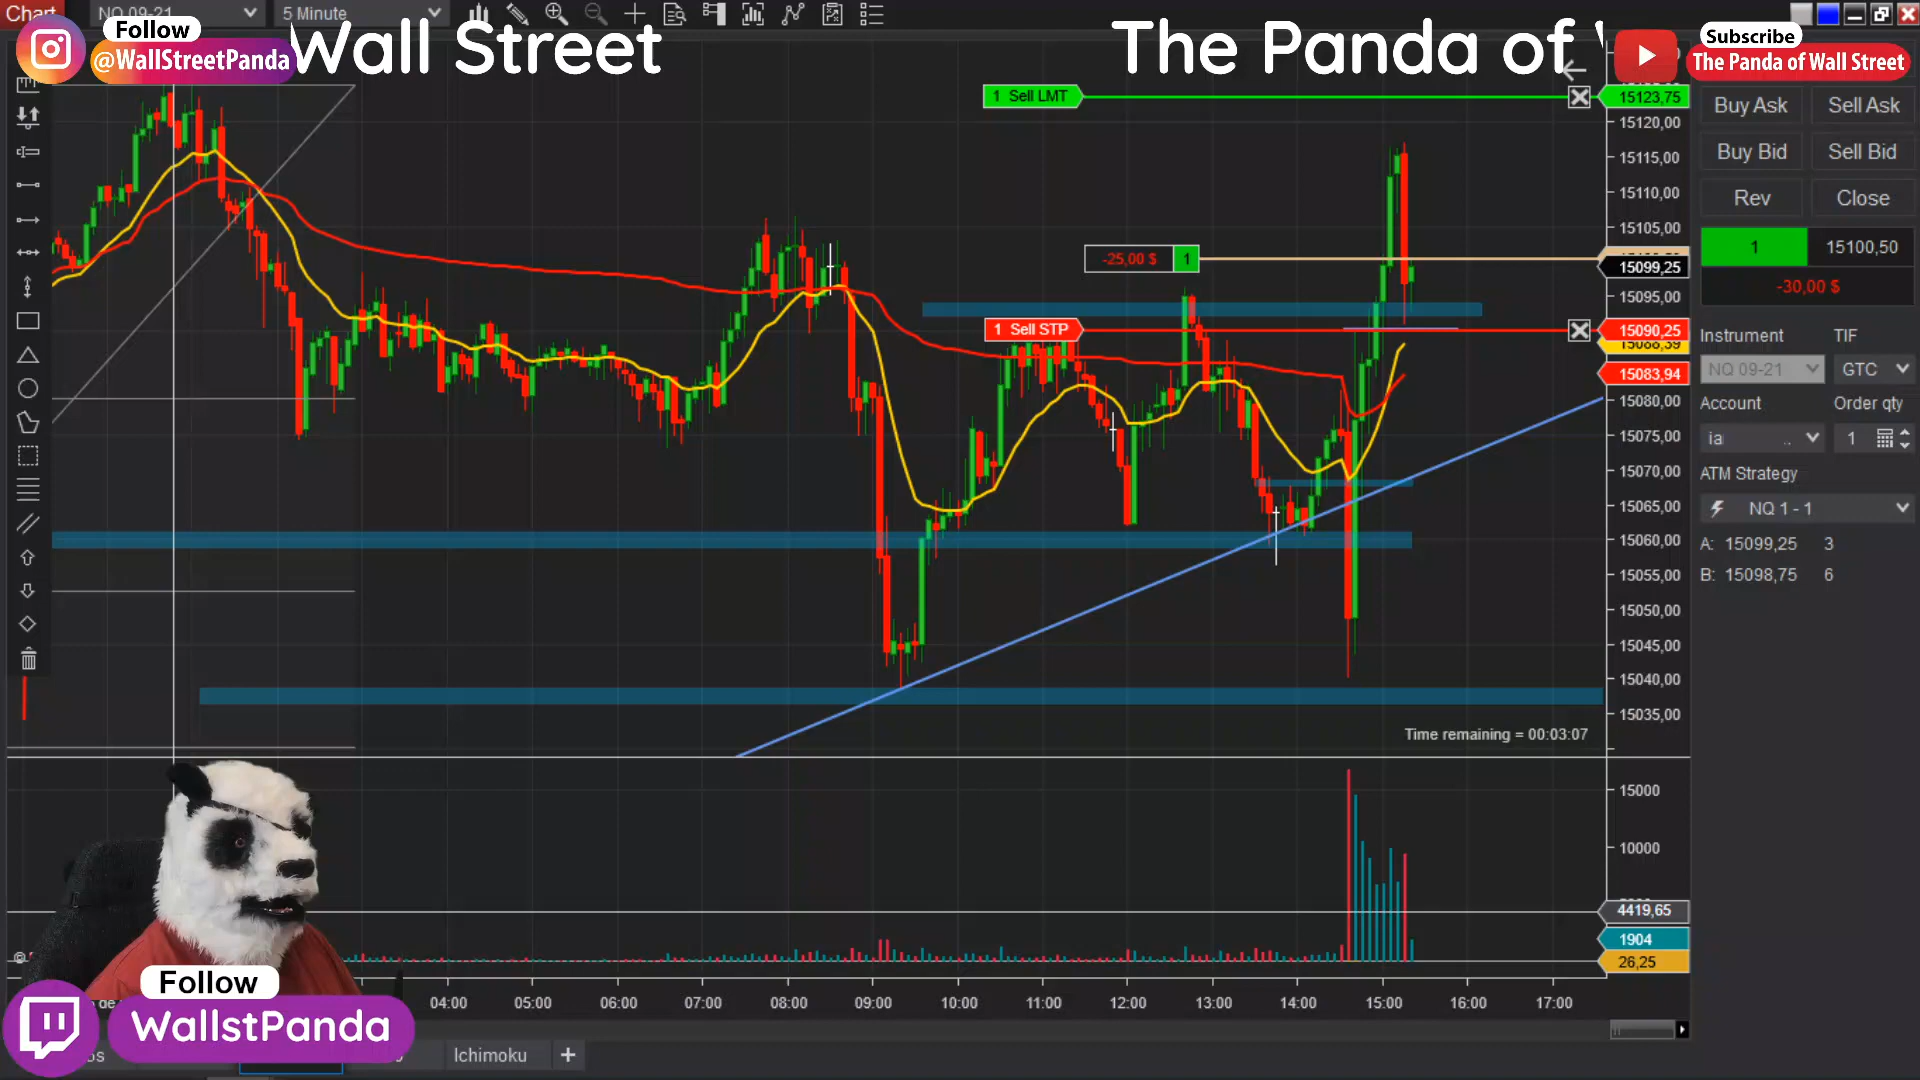 Chart
NQ 09-21
5 Minute
Follow
@WallStreetPanda
Wall Street
The Panda of
Subscribe
The Panda of Wall Street
1 Sell LMT
15123,75
15120,00
15115,00
15110,00
15105,00
-25,00 $ 1
15099,25
15095,00
1 Sell STP
15090,25
15088,39
15083,94
15080,00
15075,00
15070,00
15065,00
15060,00
15055,00
15050,00
15045,00
15040,00
15035,00
Time remaining = 00:03:07
15000
10000
4419,65
1904
26,25
04:00 05:00 06:00 07:00 08:00 09:00 10:00 11:00 12:00 13:00 14:00 15:00 16:00 17:00
Buy Ask Sell Ask
Buy Bid Sell Bid
Rev Close
1 15100,50
-30,00 $
Instrument TIF
NQ 09-21 GTC
Account Order qty
ia .. 1
ATM Strategy
NQ 1 - 1
A: 15099,25 3
B: 15098,75 6
Follow
WallstPanda
os
Ichimoku +